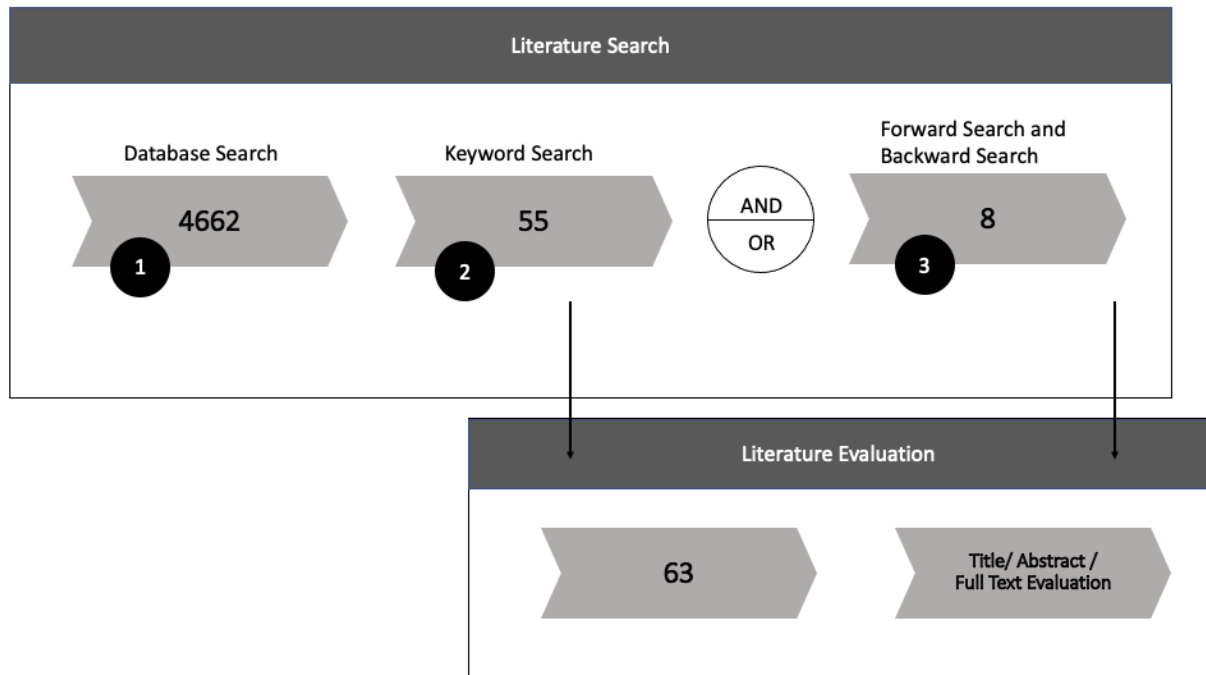 Literature Search
Database Search
4662
1
Keyword Search
55
2
AND
OR
Forward Search and
Backward Search
8
3
Literature Evaluation
63
Title/ Abstract /
Full Text Evaluation